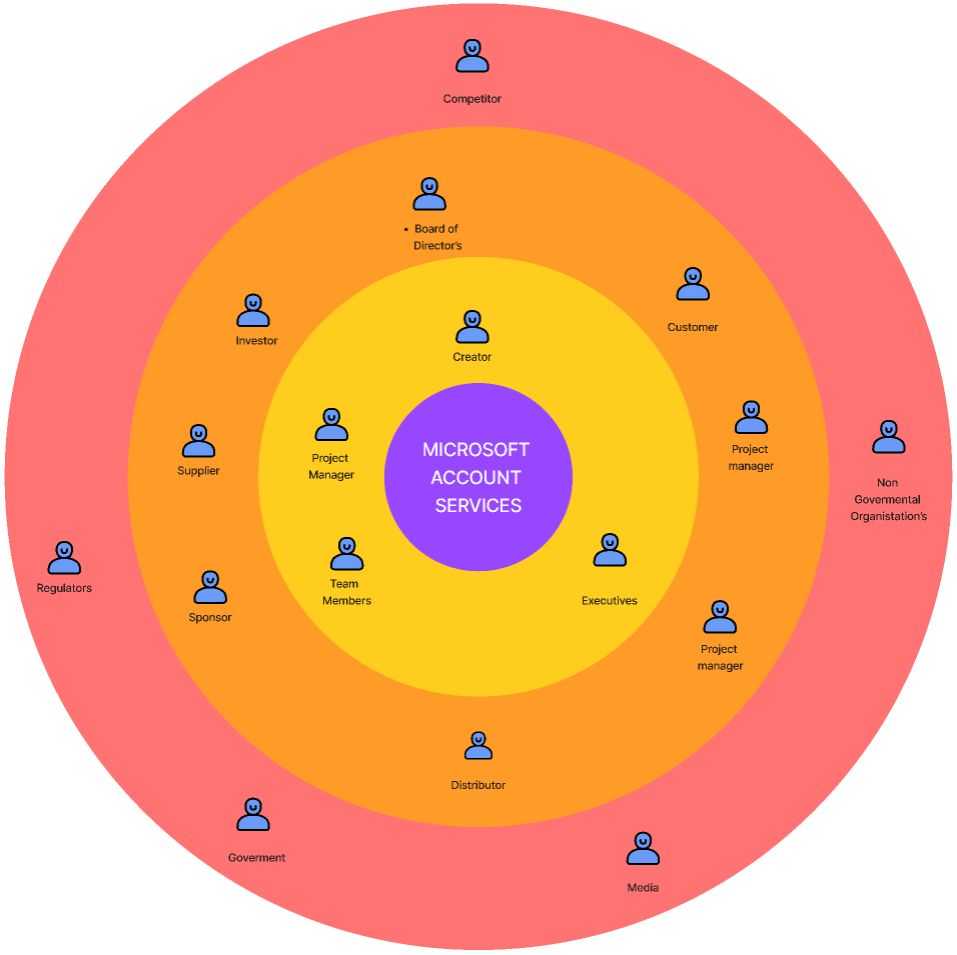 Competitor
• Board of
Director's
Customer
Investor
Creator
Project
manager
Project
Manager
MICROSOFT
ACCOUNT
SERVICES
Supplier
Non
Govermental
Organistation's
Regulators
Team
Members
Executives
Sponsor
Project
manager
Distributor
Goverment
Media